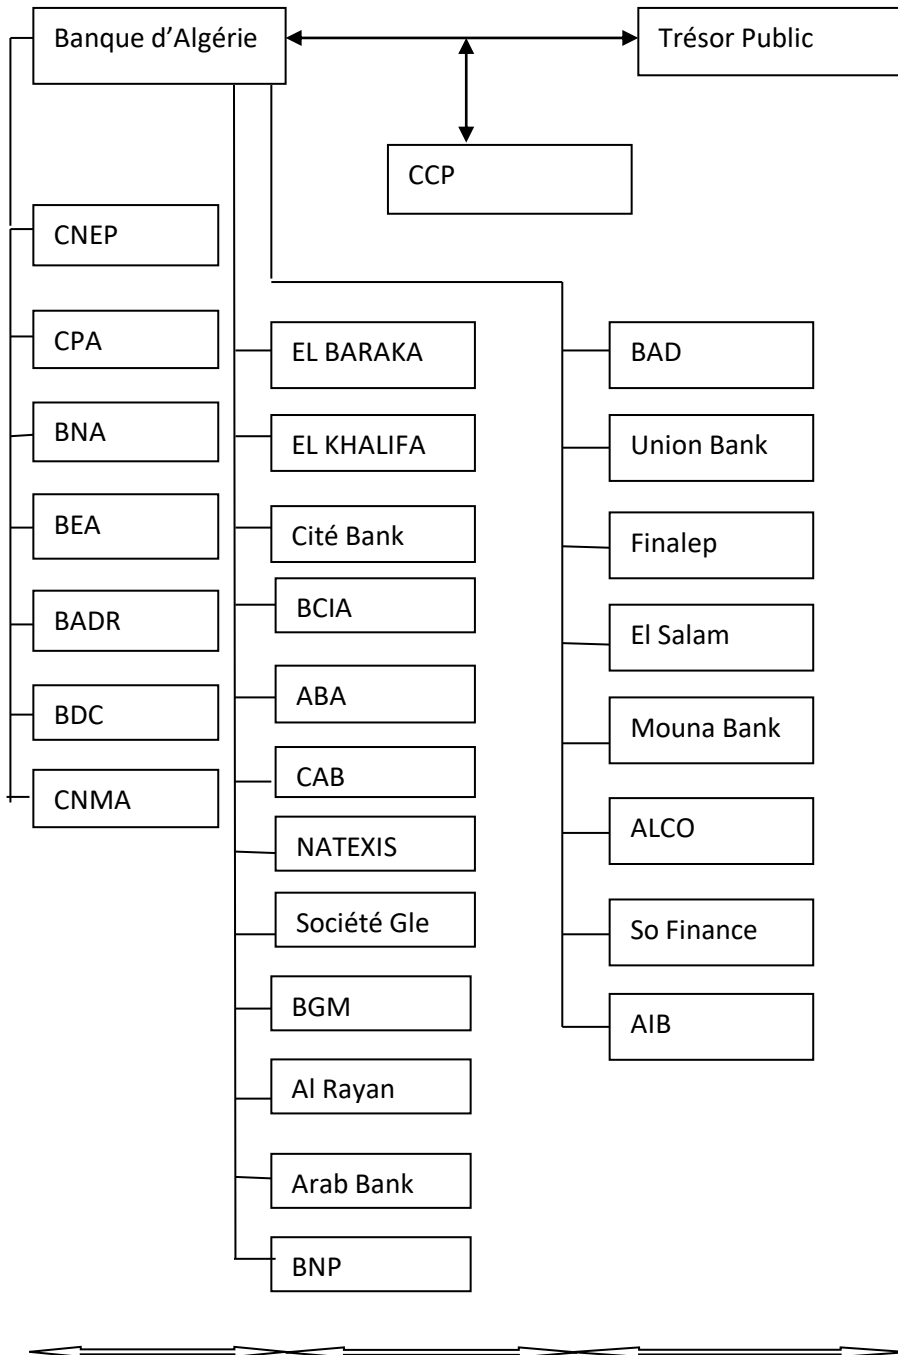 Banque d’Algérie
Trésor Public
CCP
CNEP
CPA
BNA
BEA
BADR
BDC
CNMA
EL BARAKA
EL KHALIFA
Cité Bank
BCIA
ABA
CAB
NATEXIS
Société Gle
BGM
Al Rayan
Arab Bank
BNP
BAD
Union Bank
Finalep
El Salam
Mouna Bank
ALCO
So Finance
AIB